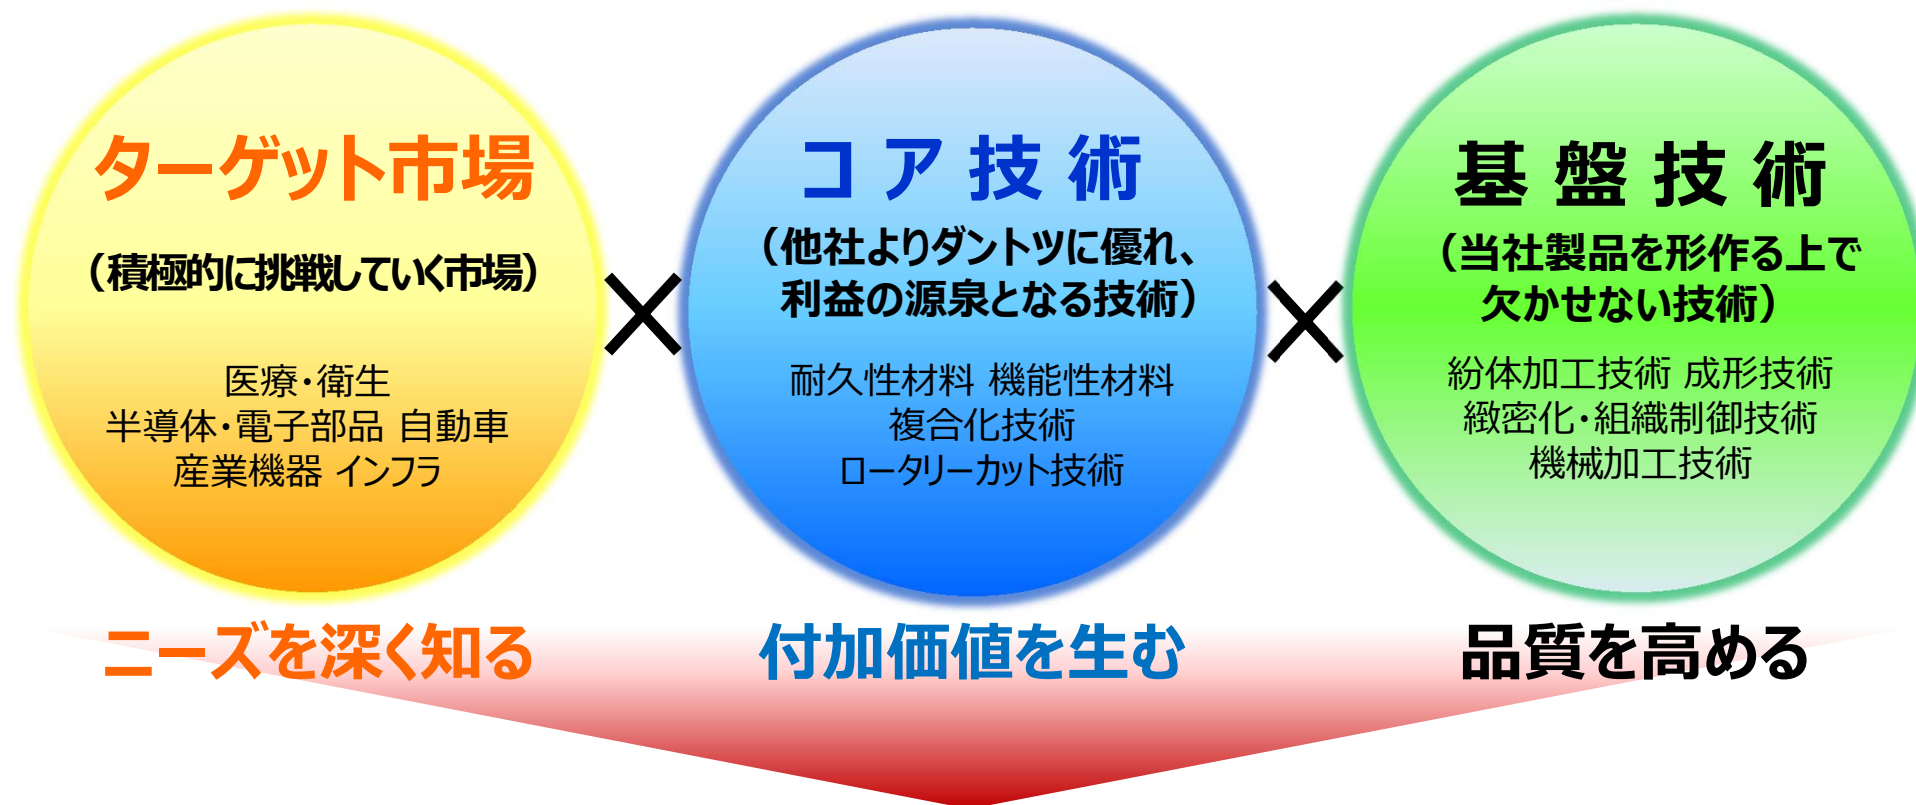 ターゲット市場
（積極的に挑戦していく市場）
医療・衛生
半導体・電子部品 自動車
産業機器 インフラ
ニーズを深く知る
×
コア技術
（他社よりダントツに優れ、
利益の源泉となる技術）
耐久性材料 機能性材料
複合化技術
ロータリーカット技術
付加価値を生む
×
基盤技術
（当社製品を形作る上で
欠かせない技術）
紛体加工技術 成形技術
緻密化・組織制御技術
機械加工技術
品質を高める